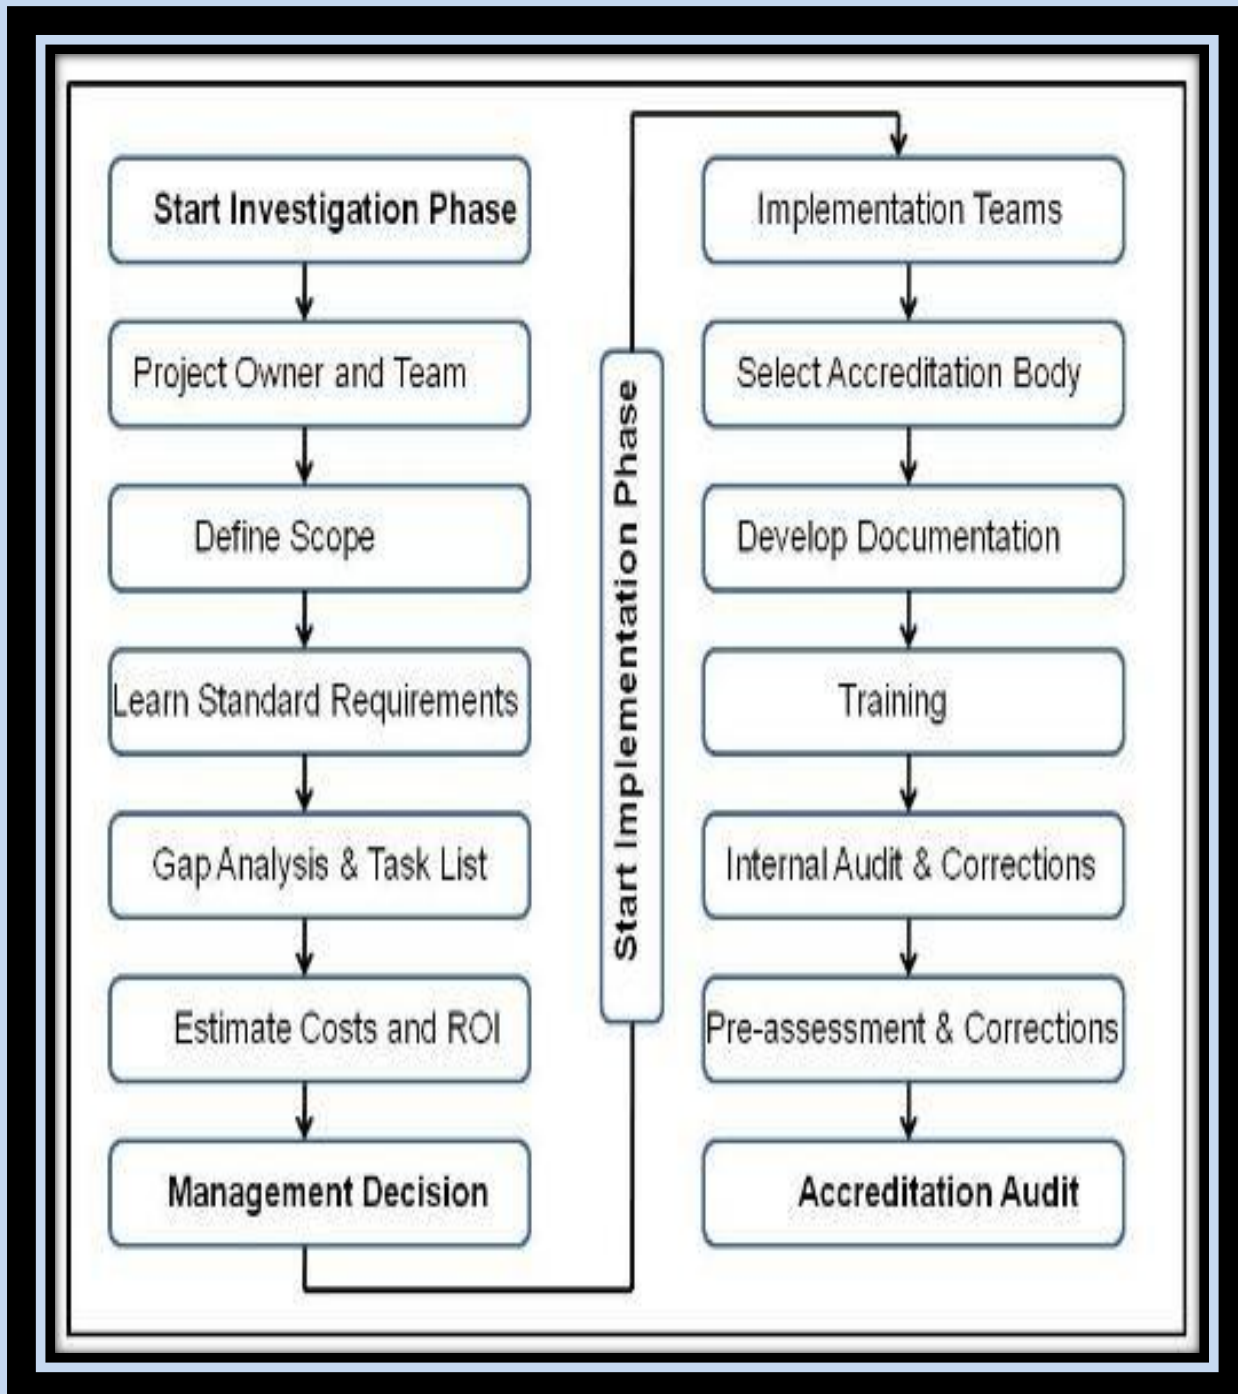 Start Investigation Phase
Project Owner and Team
Define Scope
Learn Standard Requirements
Gap Analysis & Task List
Estimate Costs and ROI
Management Decision
Start Implementation Phase
Implementation Teams
Select Accreditation Body
Develop Documentation
Training
Internal Audit & Corrections
Pre-assessment & Corrections
Accreditation Audit